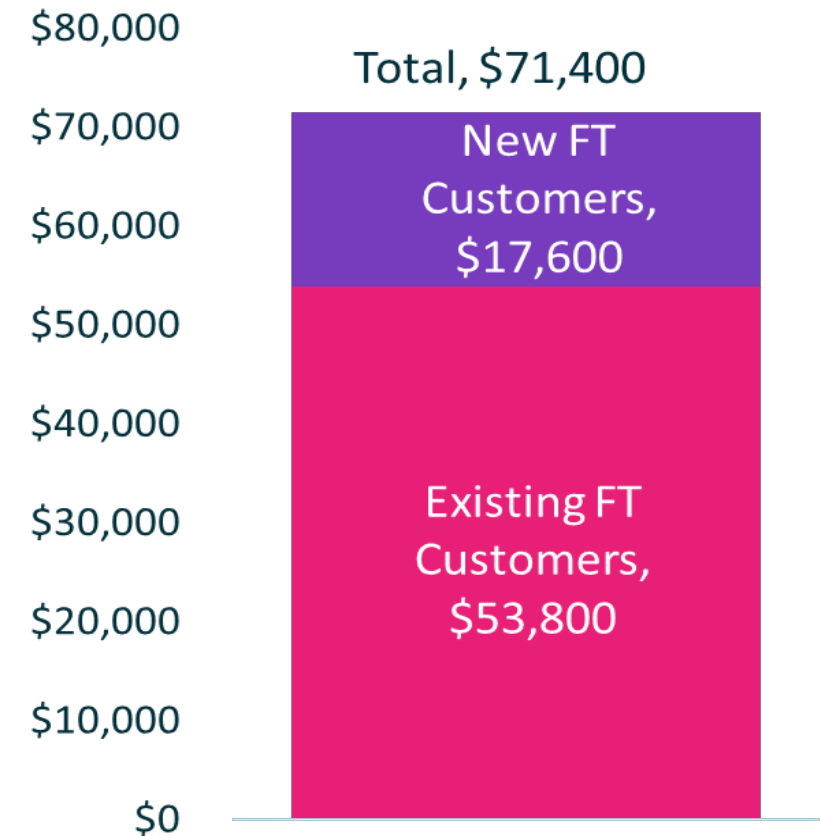 $80,000
Total, $71,400
$70,000
New FT
Customers,
$17,600
$60,000
$50,000
$40,000
Existing FT
Customers,
$53,800
$30,000
$20,000
$10,000
$0